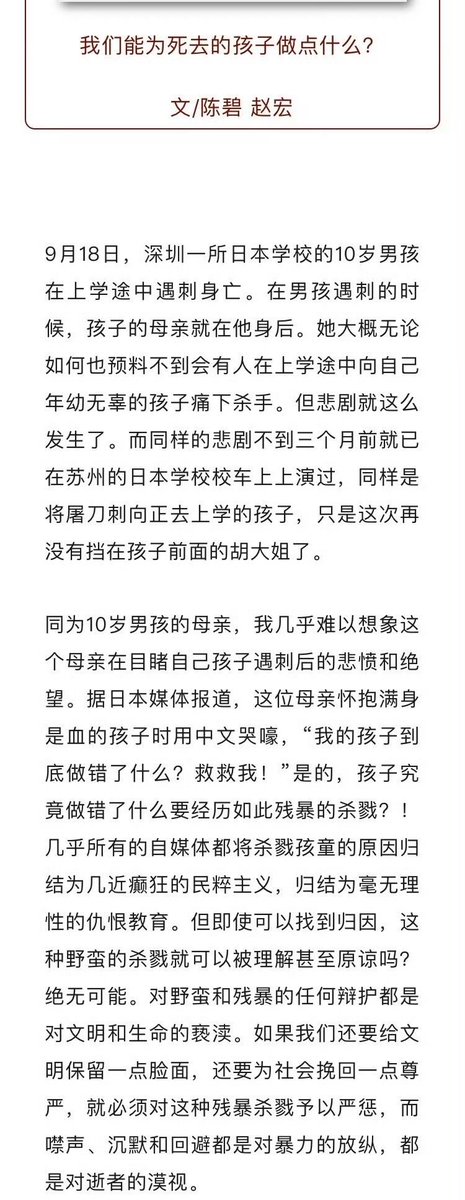 我们能为死去的孩子做点什么？
文/陈碧 赵宏
9月18日，深圳一所日本学校的10岁男孩
在上学途中遇刺身亡。在男孩遇刺的时
候，孩子的母亲就在他身后。她大概无论
如何也预料不到会有人在上学途中向自己
年幼无辜的孩子痛下杀手。但悲剧就这么
发生了。而同样的悲剧不到三个月前就已
在苏州的日本学校校车上上演过，同样是
将屠刀刺向正去上学的孩子，只是这次再
没有挡在孩子前面的胡大姐了。
同为10岁男孩的母亲，我几乎难以想象这
个母亲在目睹自己孩子遇刺后的悲愤和绝
望。据日本媒体报道，这位母亲怀抱满身
是血的孩子时用中文哭嚎，“我的孩子到
底做错了什么？救救我！”是的，孩子究
竟做错了什么要经历如此残暴的杀戮？！
几乎所有的自媒体都将杀戮孩童的原因归
结为几近癫狂的民粹主义，归结为毫无理
性的仇恨教育。但即使可以找到归因，这
种野蛮的杀戮就可以被理解甚至原谅吗？
绝无可能。对野蛮和残暴的任何辩护都是
对文明和生命的亵渎。如果我们还要给文
明保留一点脸面，还要为社会挽回一点尊
严，就必须对这种残暴杀戮予以严惩，而
噤声、沉默和回避都是对暴力的放纵，都
是对逝者的漠视。